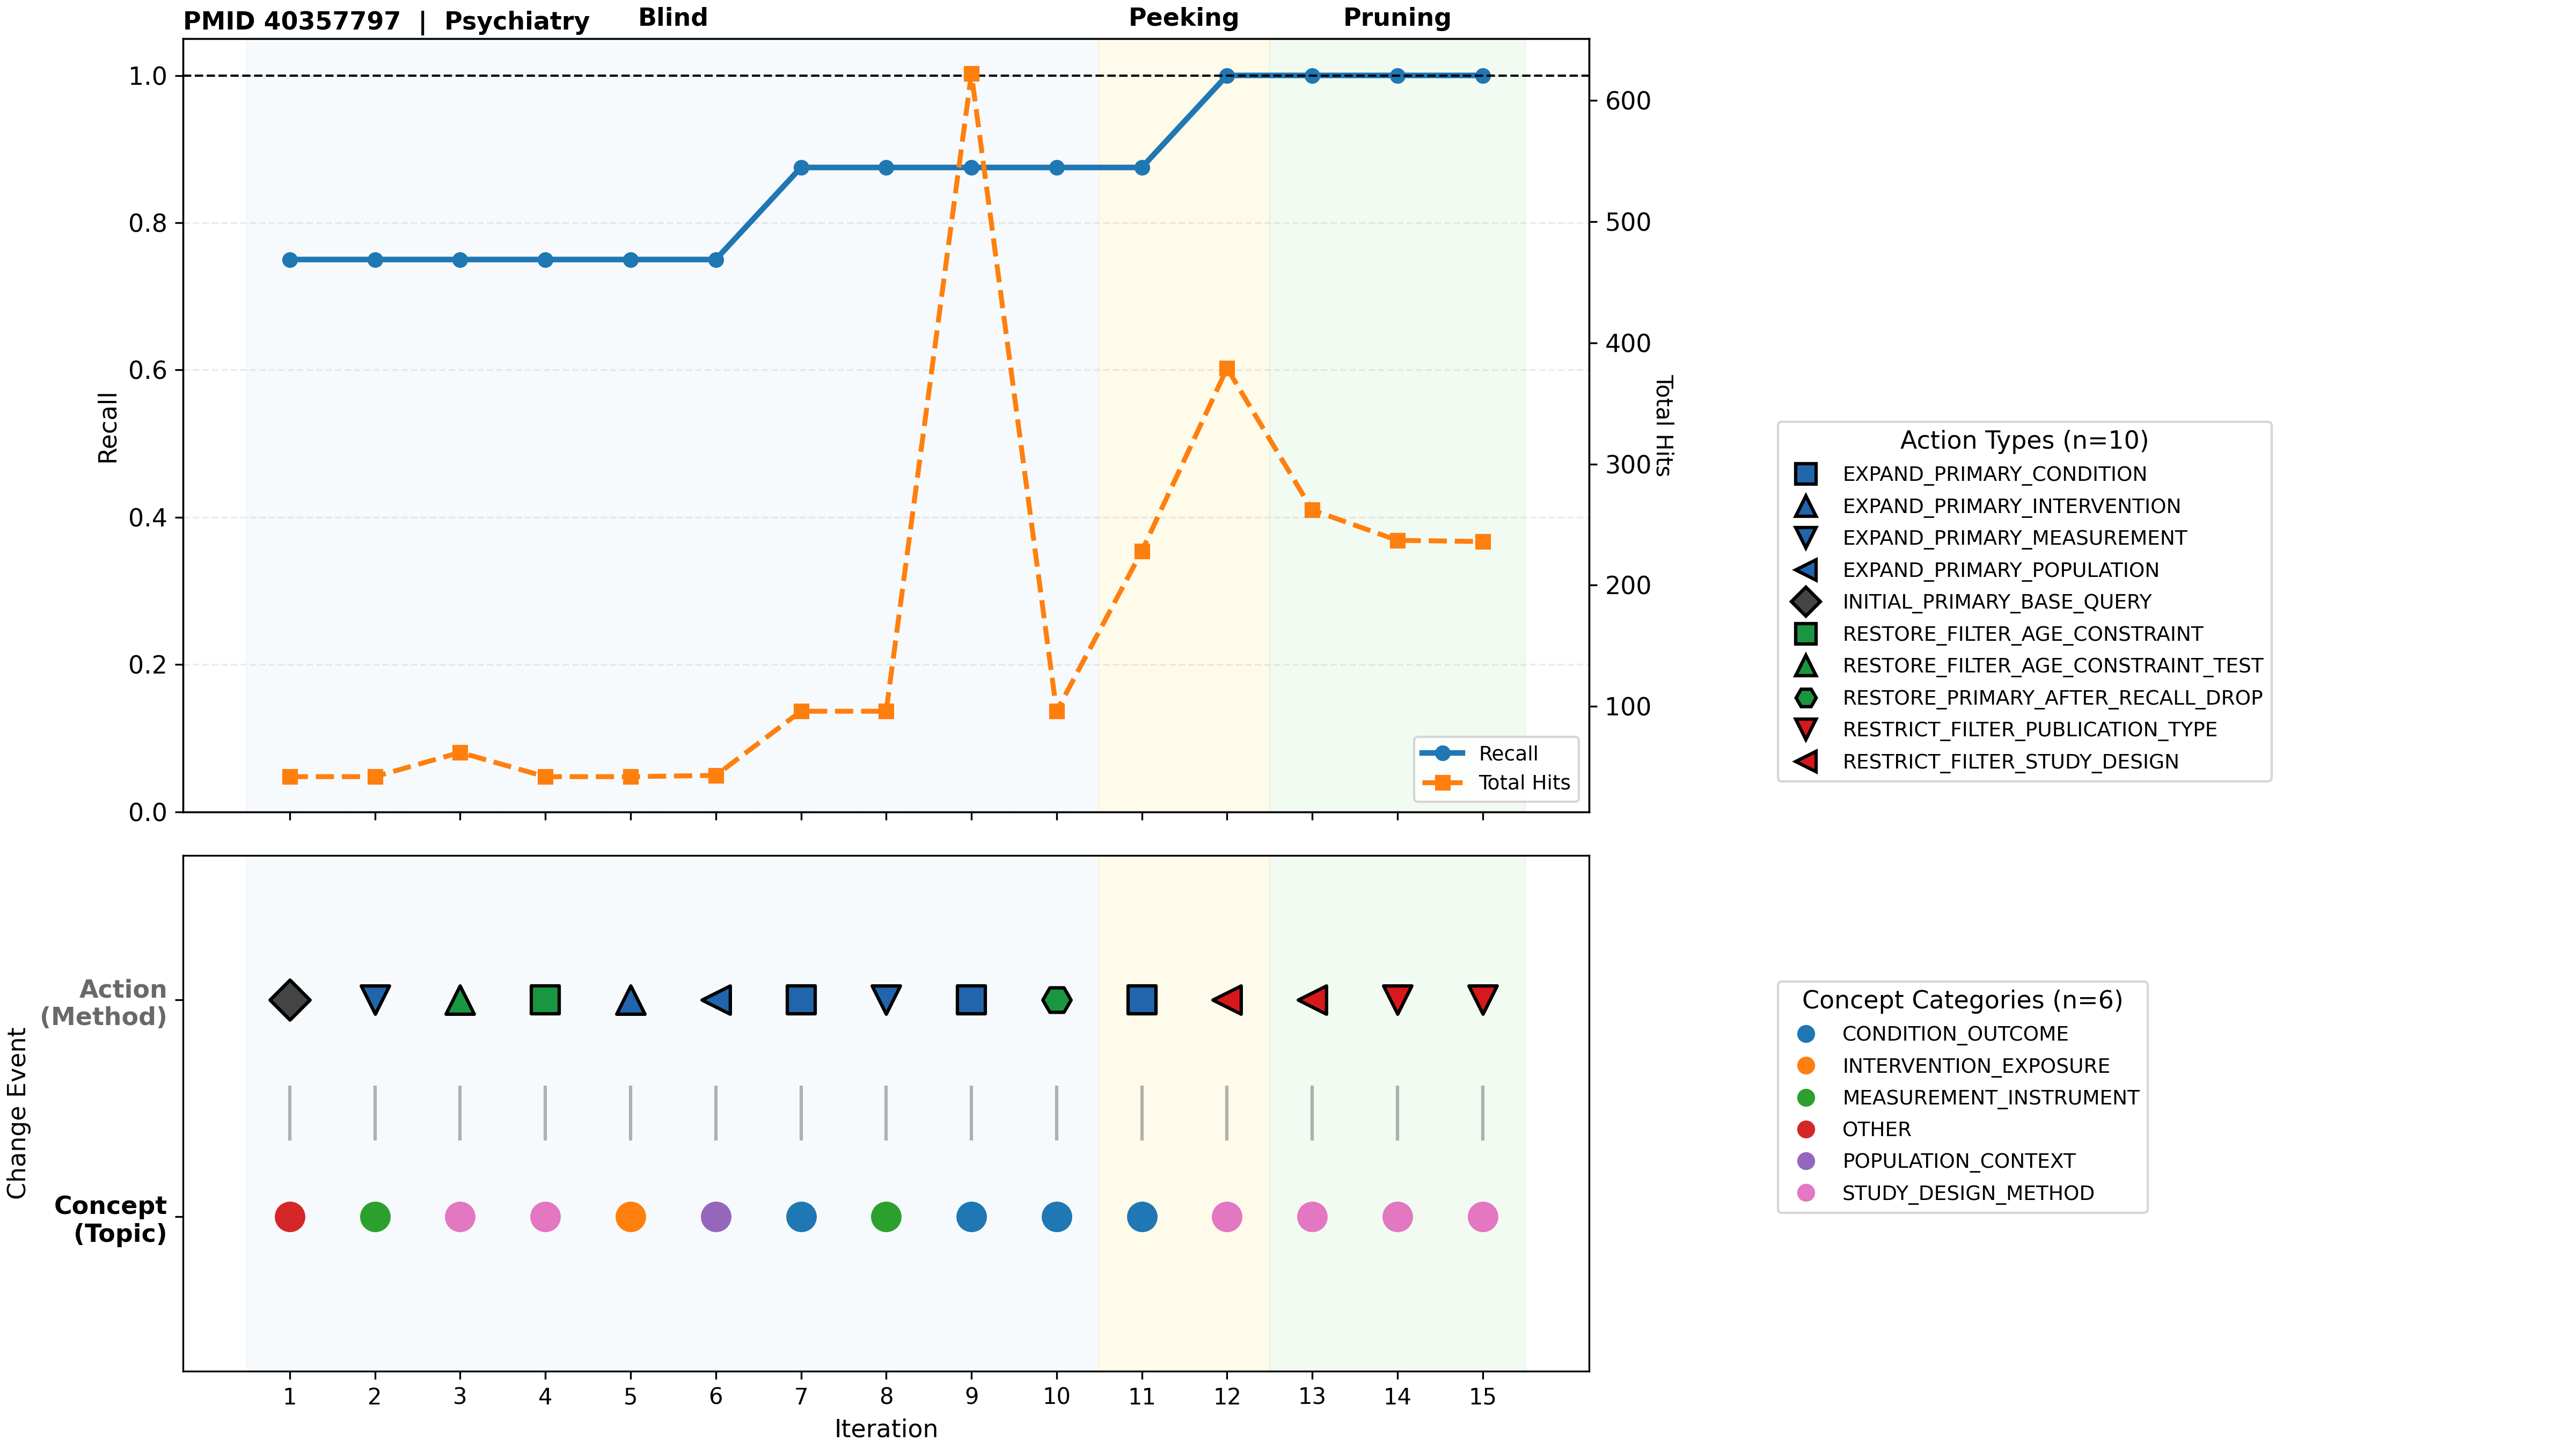 PMID 40357797 | Psychiatry
Blind
Peeking
Pruning
1.0
0.8
0.6
0.4
0.2
0.0
Recall
600
500
400
300
200
100
Total Hits
Recall
Total Hits
Action Types (n=10)
EXPAND_PRIMARY_CONDITION
EXPAND_PRIMARY_INTERVENTION
EXPAND_PRIMARY_MEASUREMENT
EXPAND_PRIMARY_POPULATION
INITIAL_PRIMARY_BASE_QUERY
RESTORE_FILTER_AGE_CONSTRAINT
RESTORE_FILTER_AGE_CONSTRAINT_TEST
RESTORE_PRIMARY_AFTER_RECALL_DROP
RESTRICT_FILTER_PUBLICATION_TYPE
RESTRICT_FILTER_STUDY_DESIGN
Change Event
Action
(Method)
Concept
(Topic)
1 2 3 4 5 6 7 8 9 10 11 12 13 14 15
Iteration
Concept Categories (n=6)
CONDITION_OUTCOME
INTERVENTION_EXPOSURE
MEASUREMENT_INSTRUMENT
OTHER
POPULATION_CONTEXT
STUDY_DESIGN_METHOD